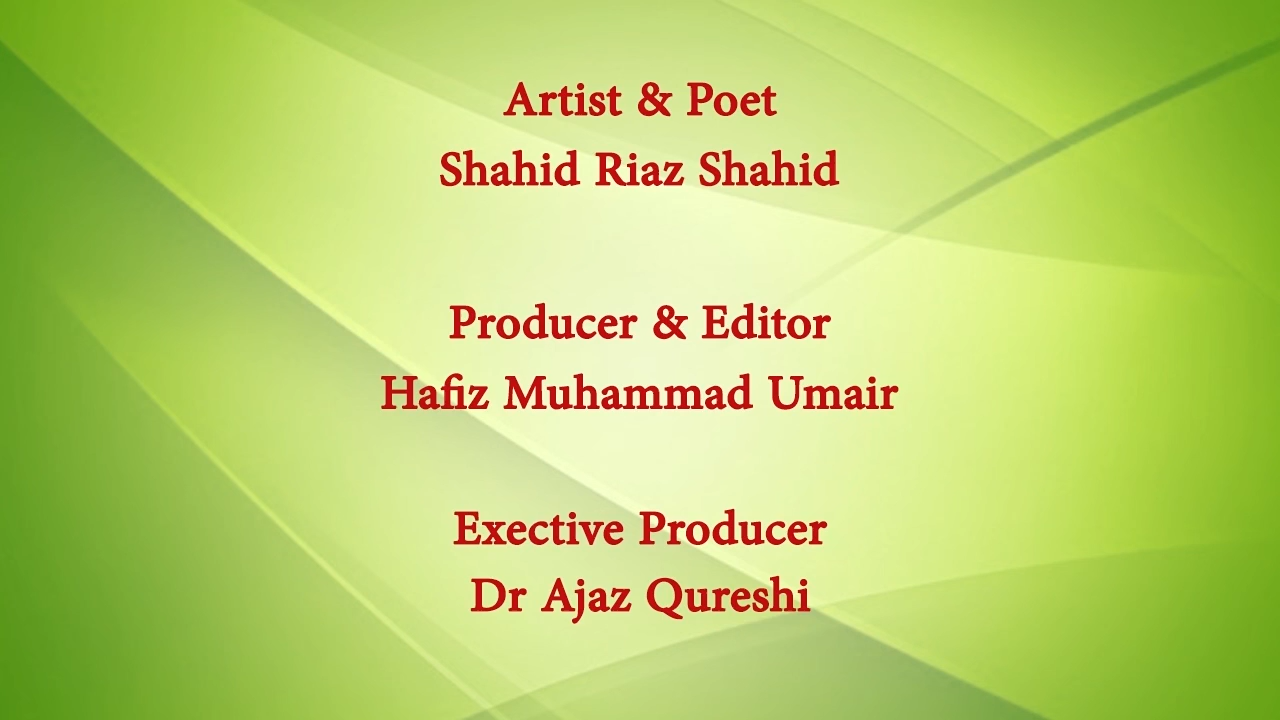 Artist & Poet
Shahid Riaz Shahid
Producer & Editor
Hafiz Muhammad Umair
Exective Producer
Dr Ajaz Qureshi